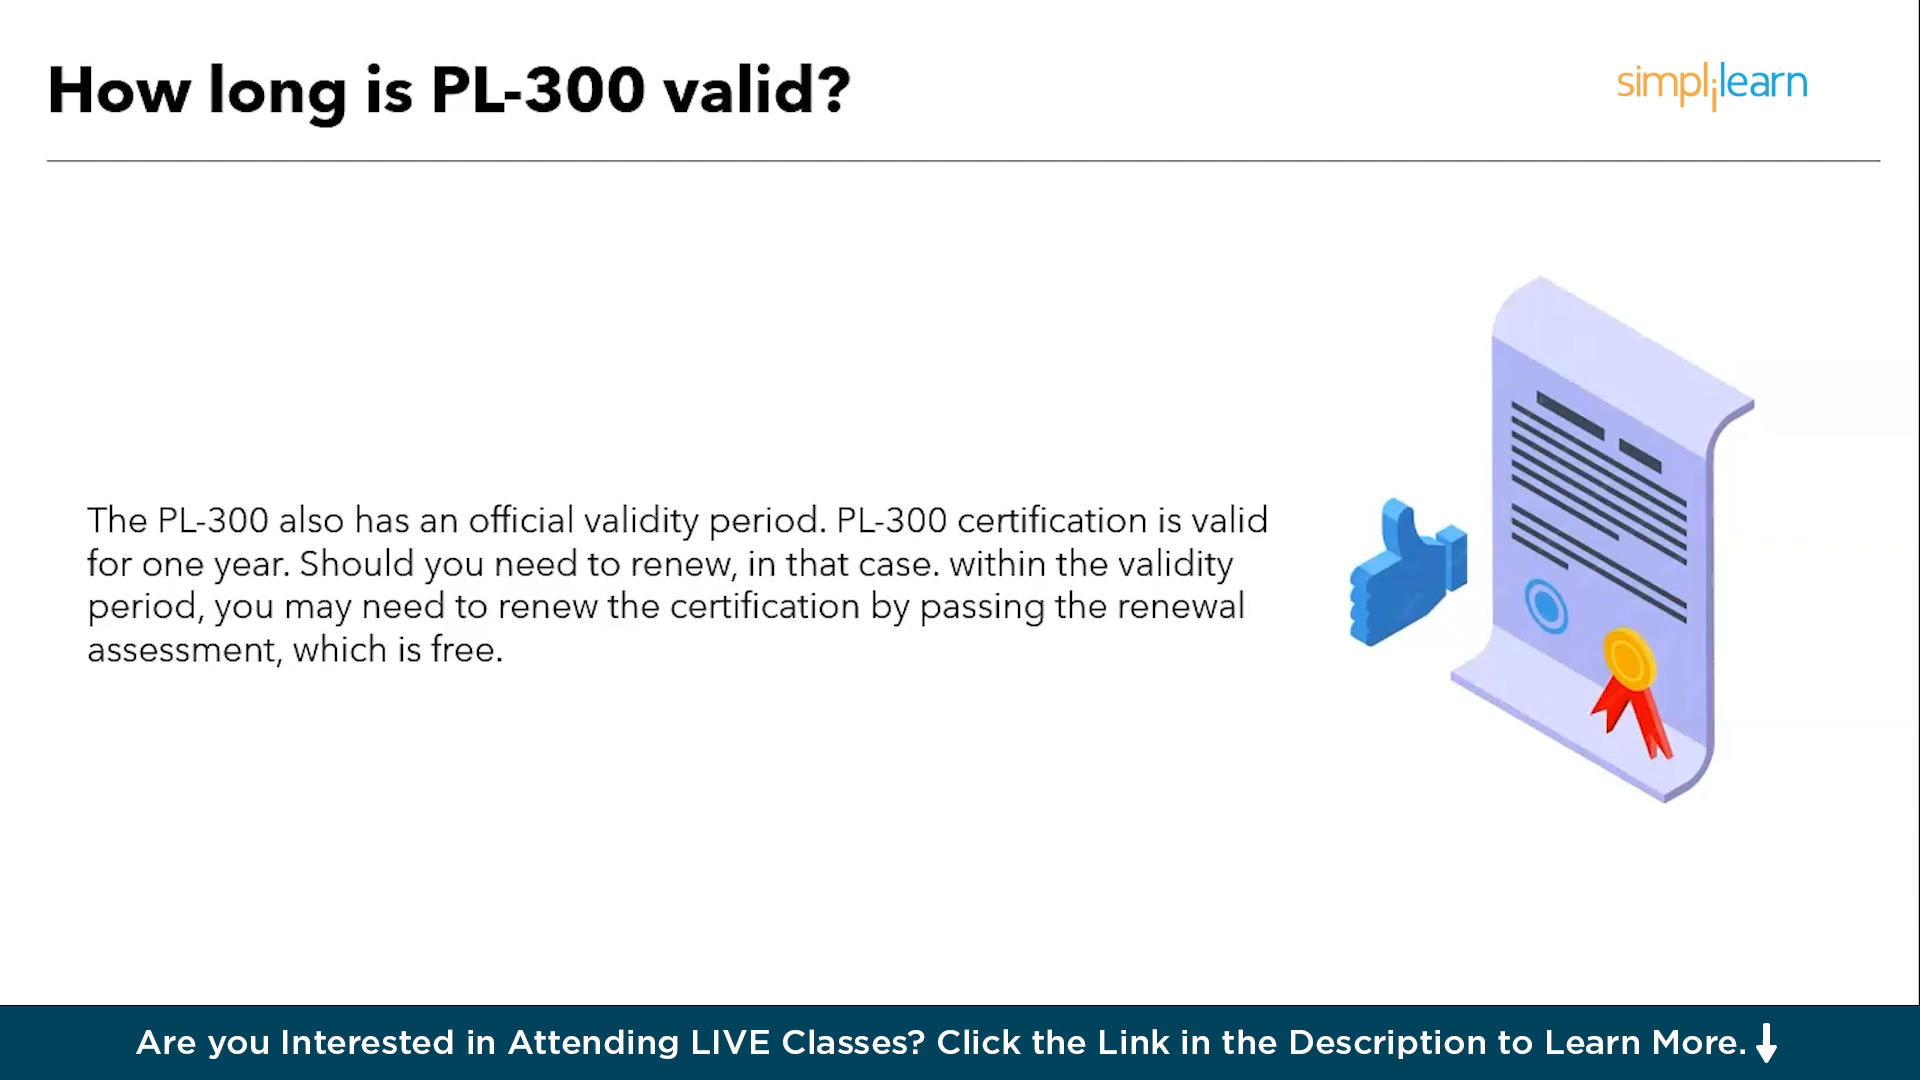 How long is PL-300 valid?
simplilearn
The PL-300 also has an official validity period. PL-300 certification is valid
for one year. Should you need to renew, in that case. within the validity
period, you may need to renew the certification by passing the renewal
assessment, which is free.
Are you Interested in Attending LIVE Classes? Click the Link in the Description to Learn More.